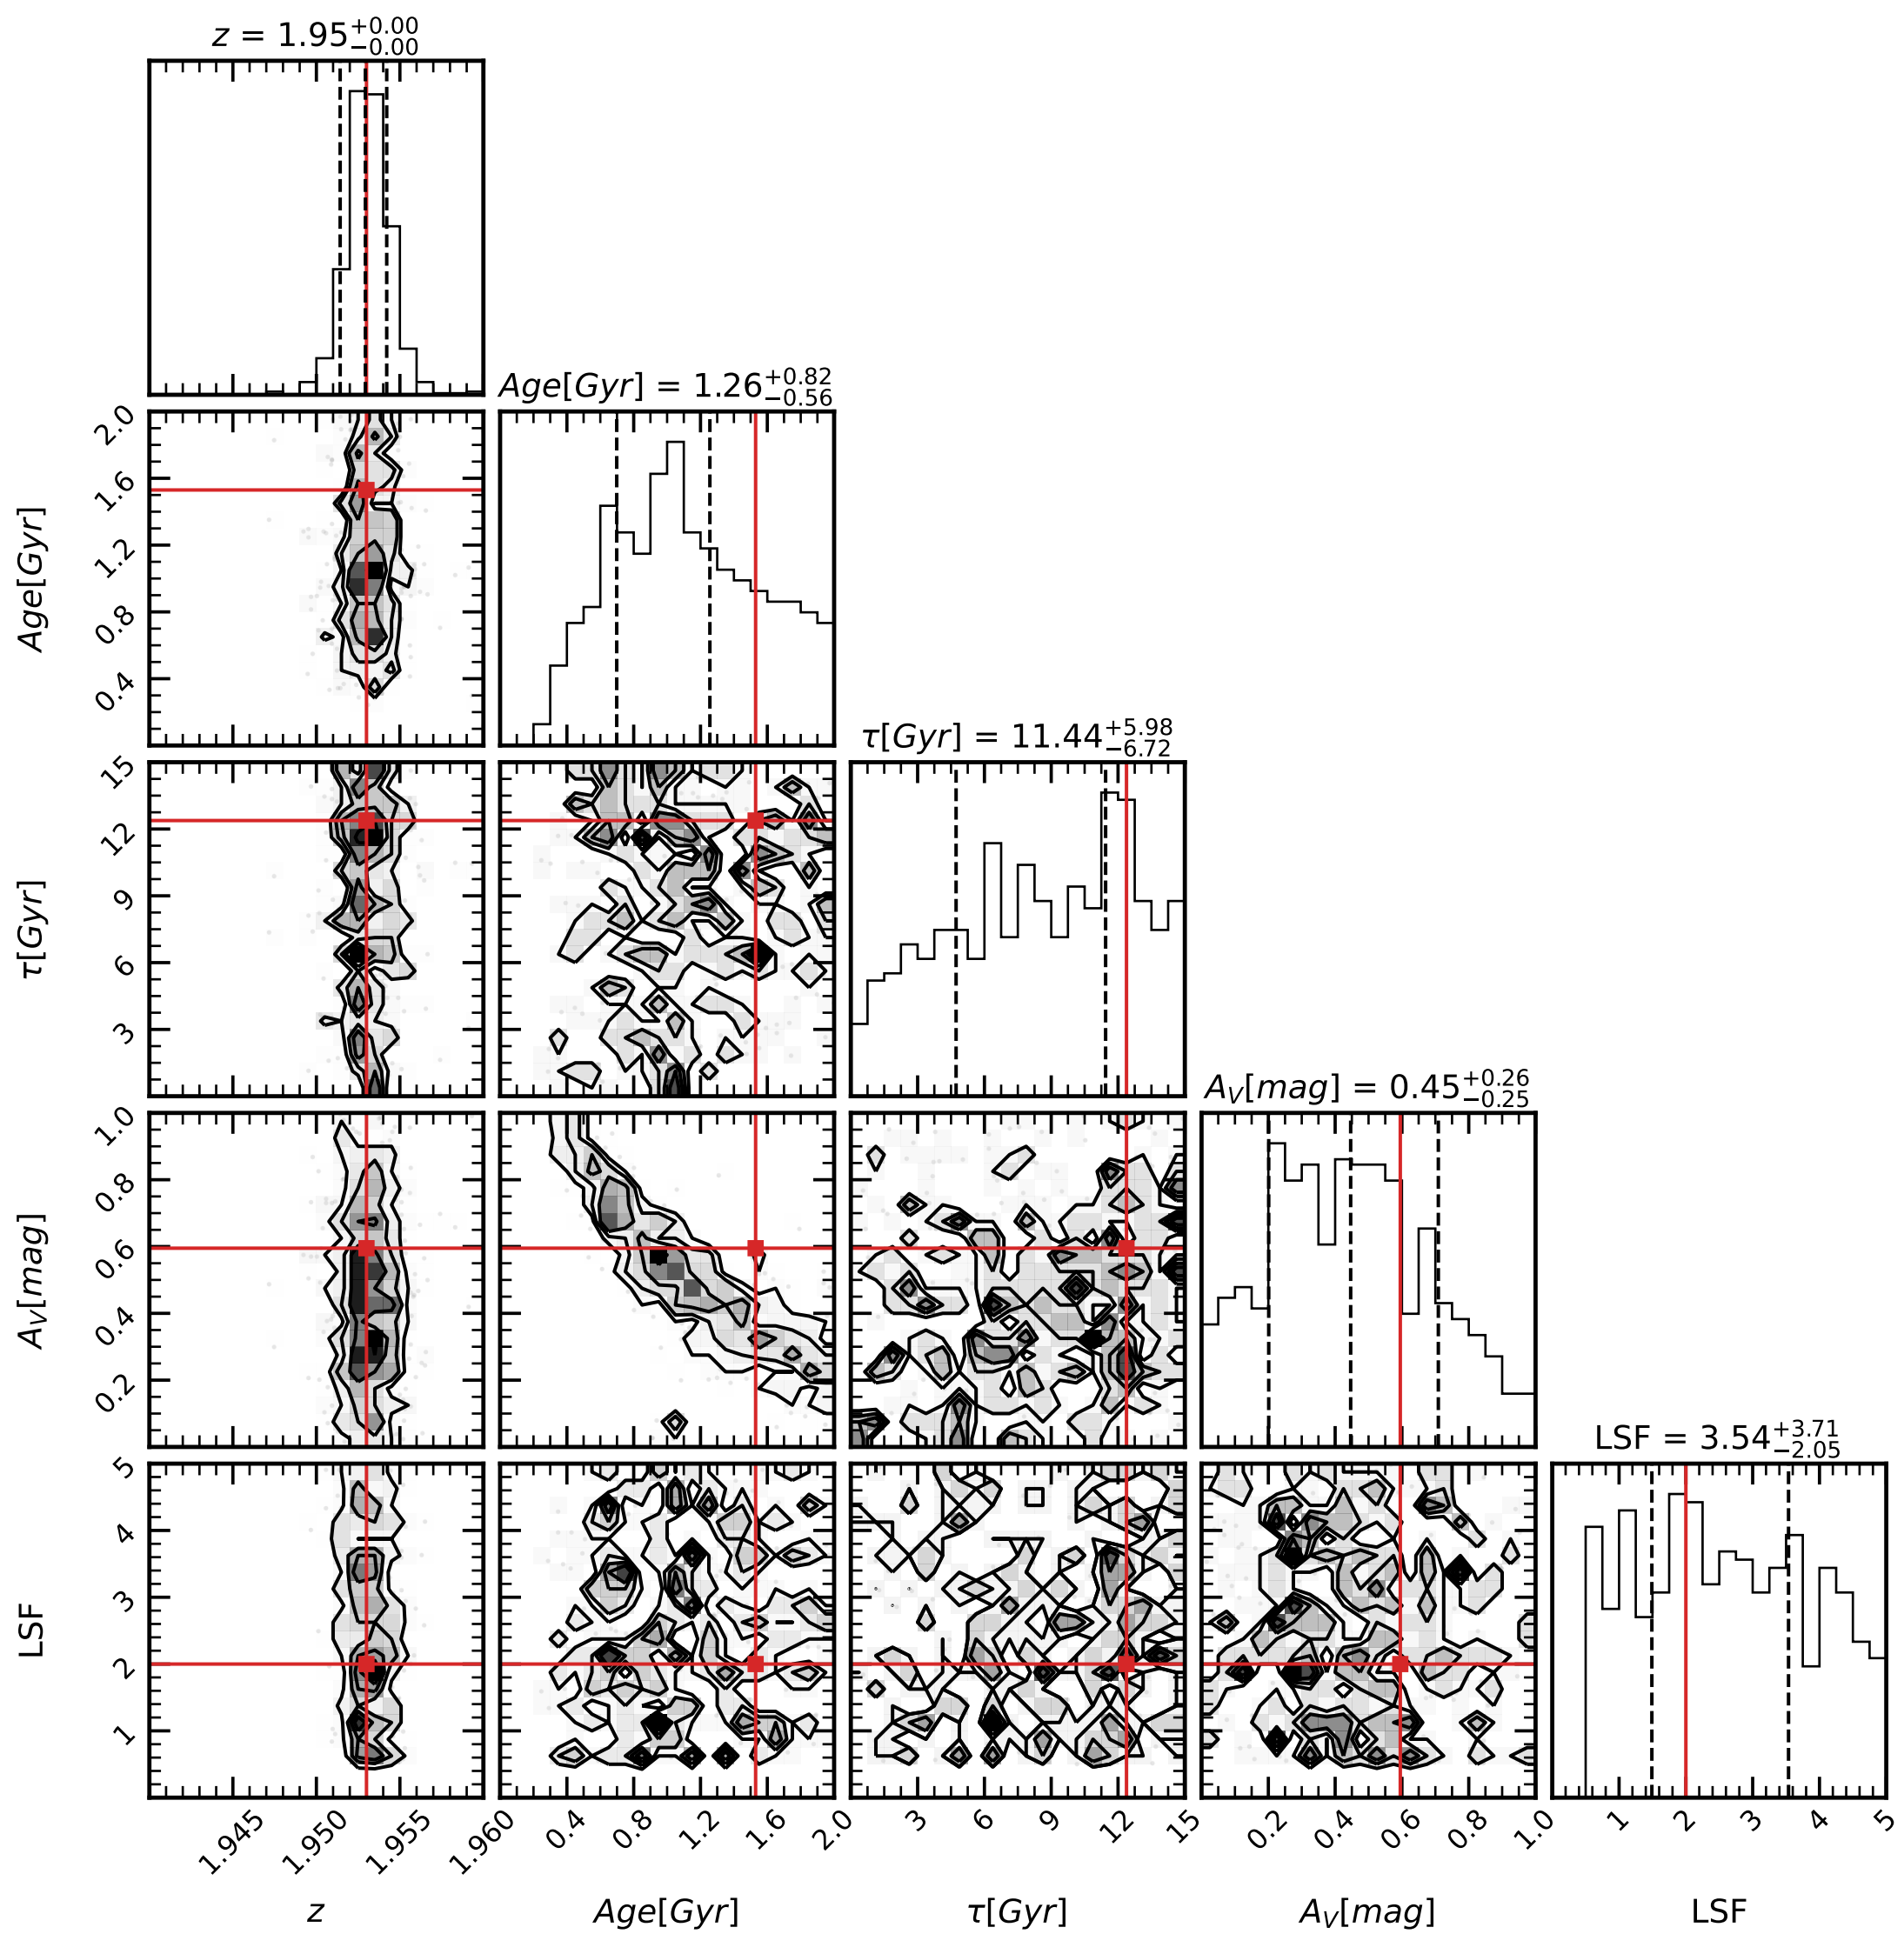 z = 1.95+0.00−0.00
Age[Gyr] = 1.26+0.82−0.56
τ[Gyr] = 11.44+5.98−6.72
A_V[mag] = 0.45+0.26−0.25
LSF = 3.54+3.71−2.05
2.0
1.6
1.2
0.8
0.4
Age[Gyr]
15
12
9
6
3
τ[Gyr]
1.0
0.8
0.6
0.4
0.2
A_V[mag]
5
4
3
2
1
LSF
1.945 1.950 1.955 1.960 0.4 0.8 1.2 1.6 2.0 3 6 9 12 15 0.2 0.4 0.6 0.8 1.0 1 2 3 4 5
z Age[Gyr] τ[Gyr] A_V[mag] LSF